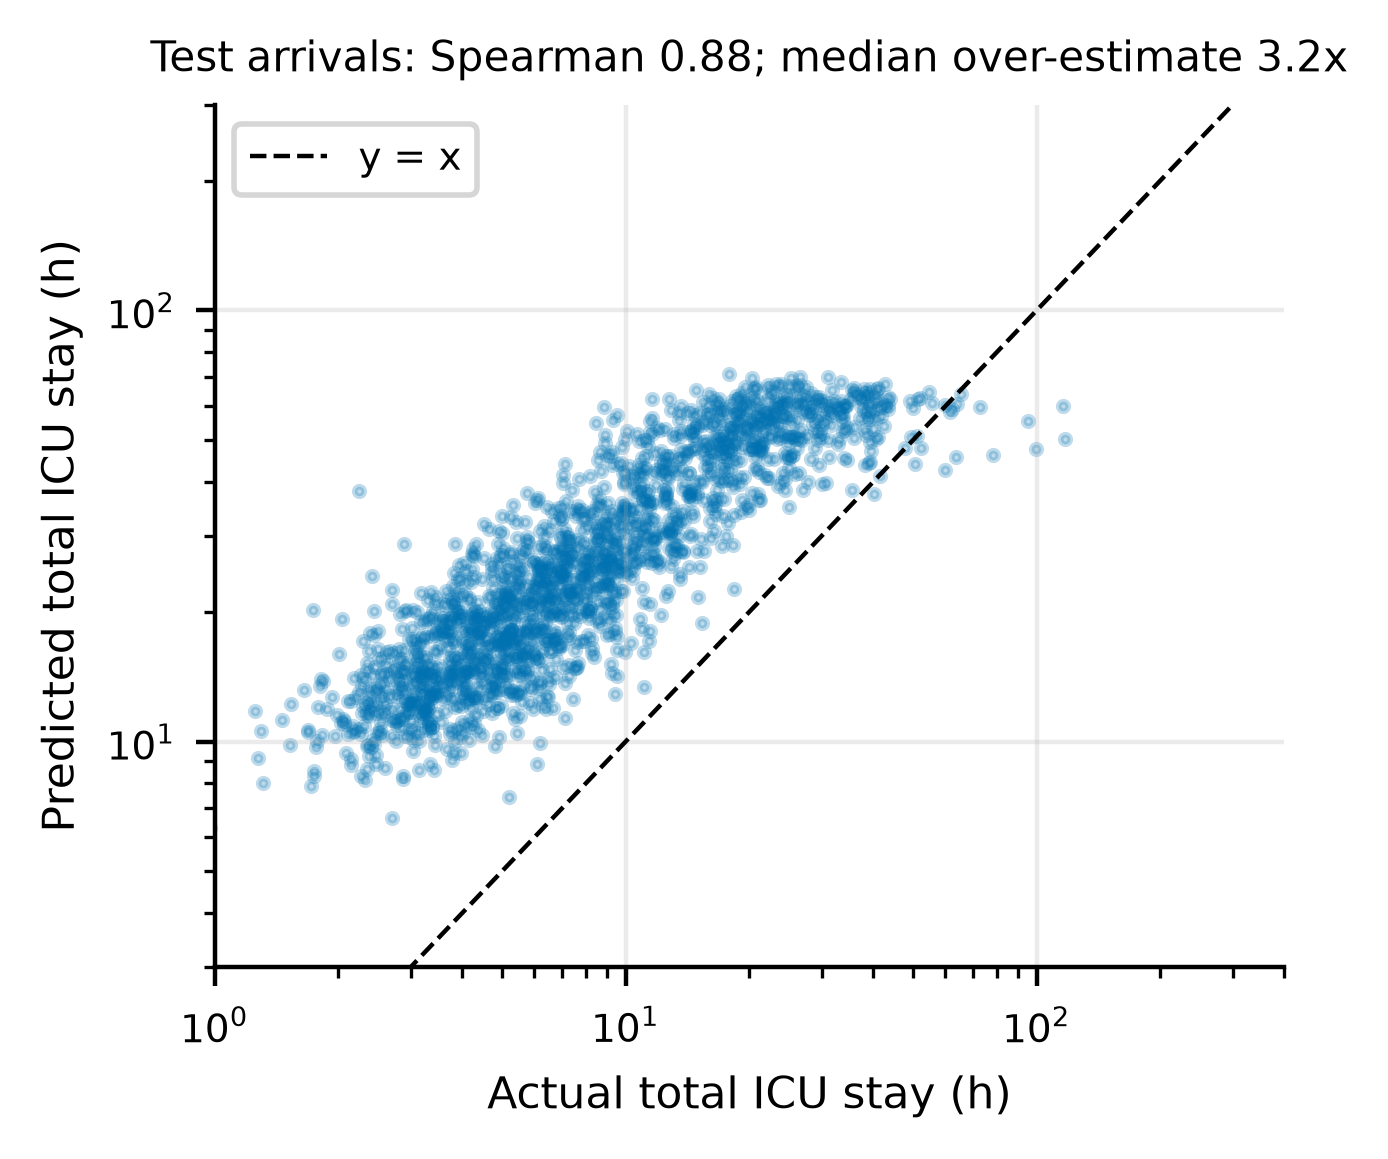 Test arrivals: Spearman 0.88; median over-estimate 3.2x
y = x
Predicted total ICU stay (h)
10²
10¹
10⁰
10¹
10²
Actual total ICU stay (h)